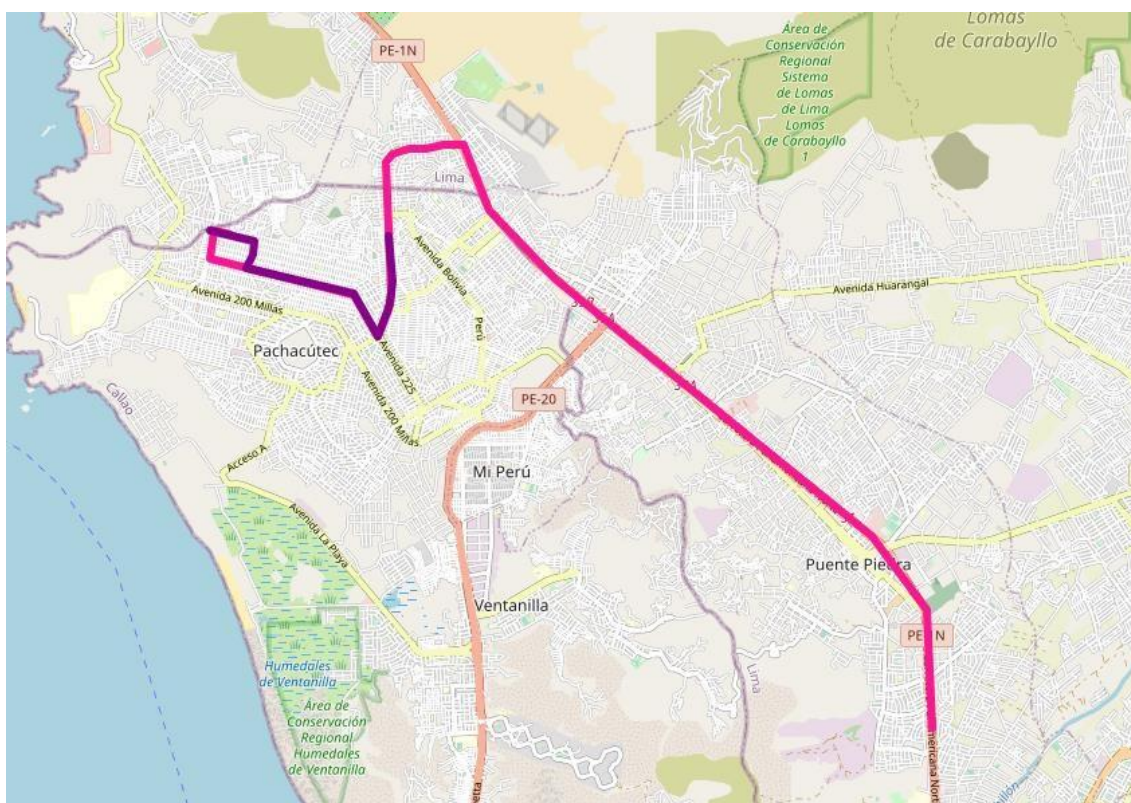 Lomas
de Carabayllo
Área de
Conservación
Regional
Sistema
de Lomas
de Lima
Lomas
de Carabayllo
1
PE-1N
Lima
Avenida Bolivia
Perú
Avenida Huarangal
Avenida 200 Millas
Pachacútec
Avenida 225
Avenida 200 Millas
PE-20
Callao
Acceso A
Mi Perú
Avenida La Playa
Puente Piedra
Ventanilla
Humedales
de Ventanilla
Lima
Área de
Conservación
Regional
Humedales
de Ventanilla